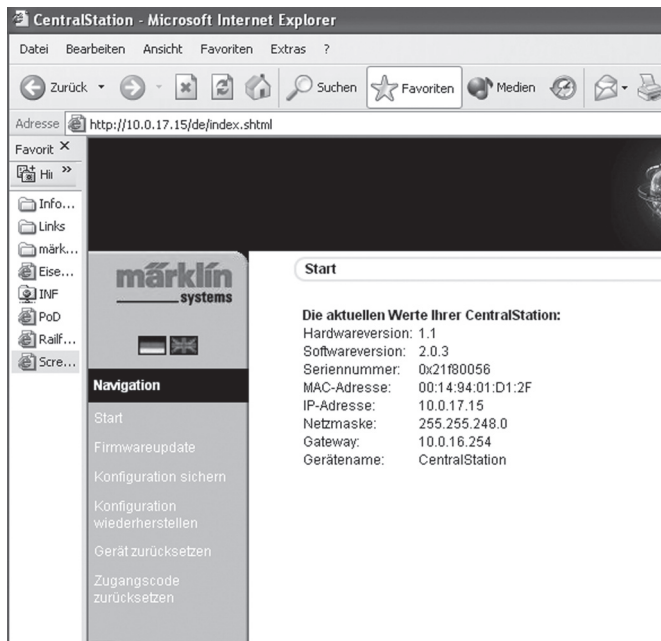 CentralStation - Microsoft Internet Explorer
Datei Bearbeiten Ansicht Favoriten Extras ?
Zurück Suchen Favoriten Medien
Adresse http://10.0.17.15/de/index.shtml
Favorit
Hii
Info...
Links
märk...
Eise...
INF
PoD
Railf...
Scre...
märklín
systems
Navigation
Start
Firmwareupdate
Konfiguration sichern
Konfiguration
wiederherstellen
Gerät zurücksetzen
Zugangscode
zurücksetzen
Start
Die aktuellen Werte Ihrer CentralStation:
Hardwareversion: 1.1
Softwareversion: 2.0.3
Seriennummer: 0x21f80056
MAC-Adresse: 00:14:94:01:D1:2F
IP-Adresse: 10.0.17.15
Netzmaske: 255.255.248.0
Gateway: 10.0.16.254
Gerätename: CentralStation